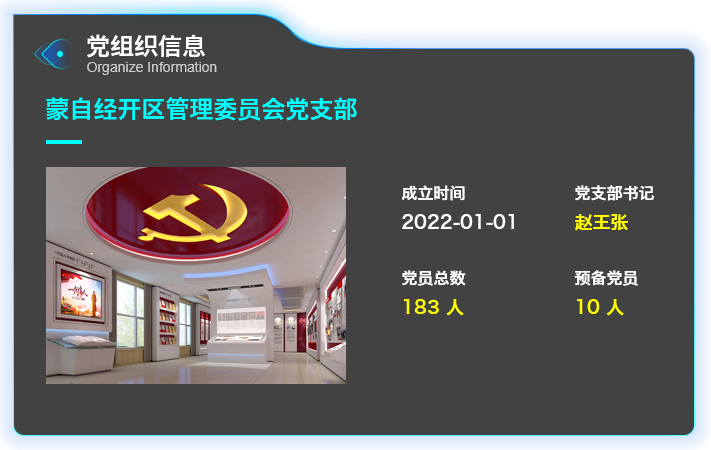 党组织信息
Organize Information
蒙自经开区管理委员会党支部
成立时间
2022-01-01
党支部书记
赵王张
党员总数
183 人
预备党员
10 人